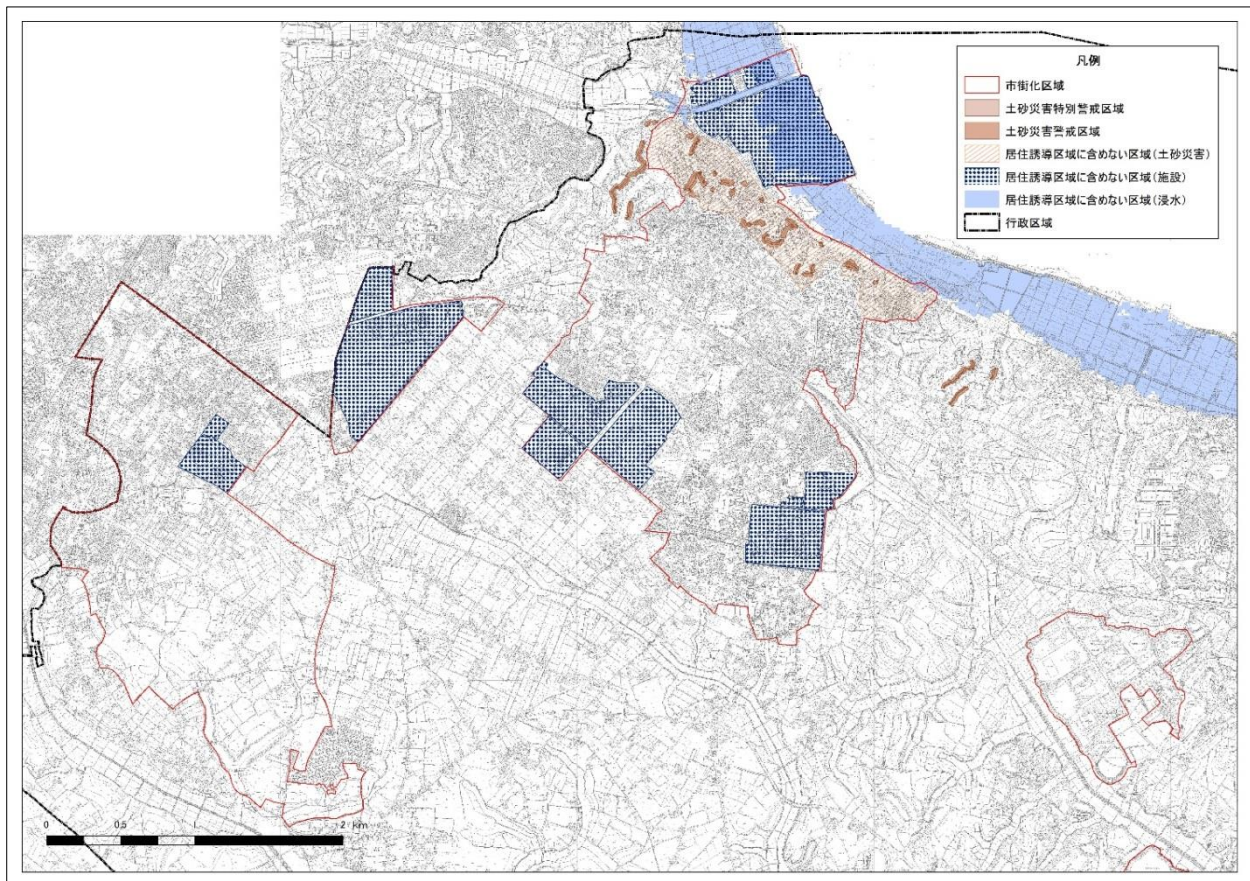 凡例
市街化区域
土砂災害特別警戒区域
土砂災害警戒区域
居住誘導区域に含めない区域(土砂災害)
居住誘導区域に含めない区域(施設)
居住誘導区域に含めない区域(浸水)
行政区域
0 0.5 1 2 km